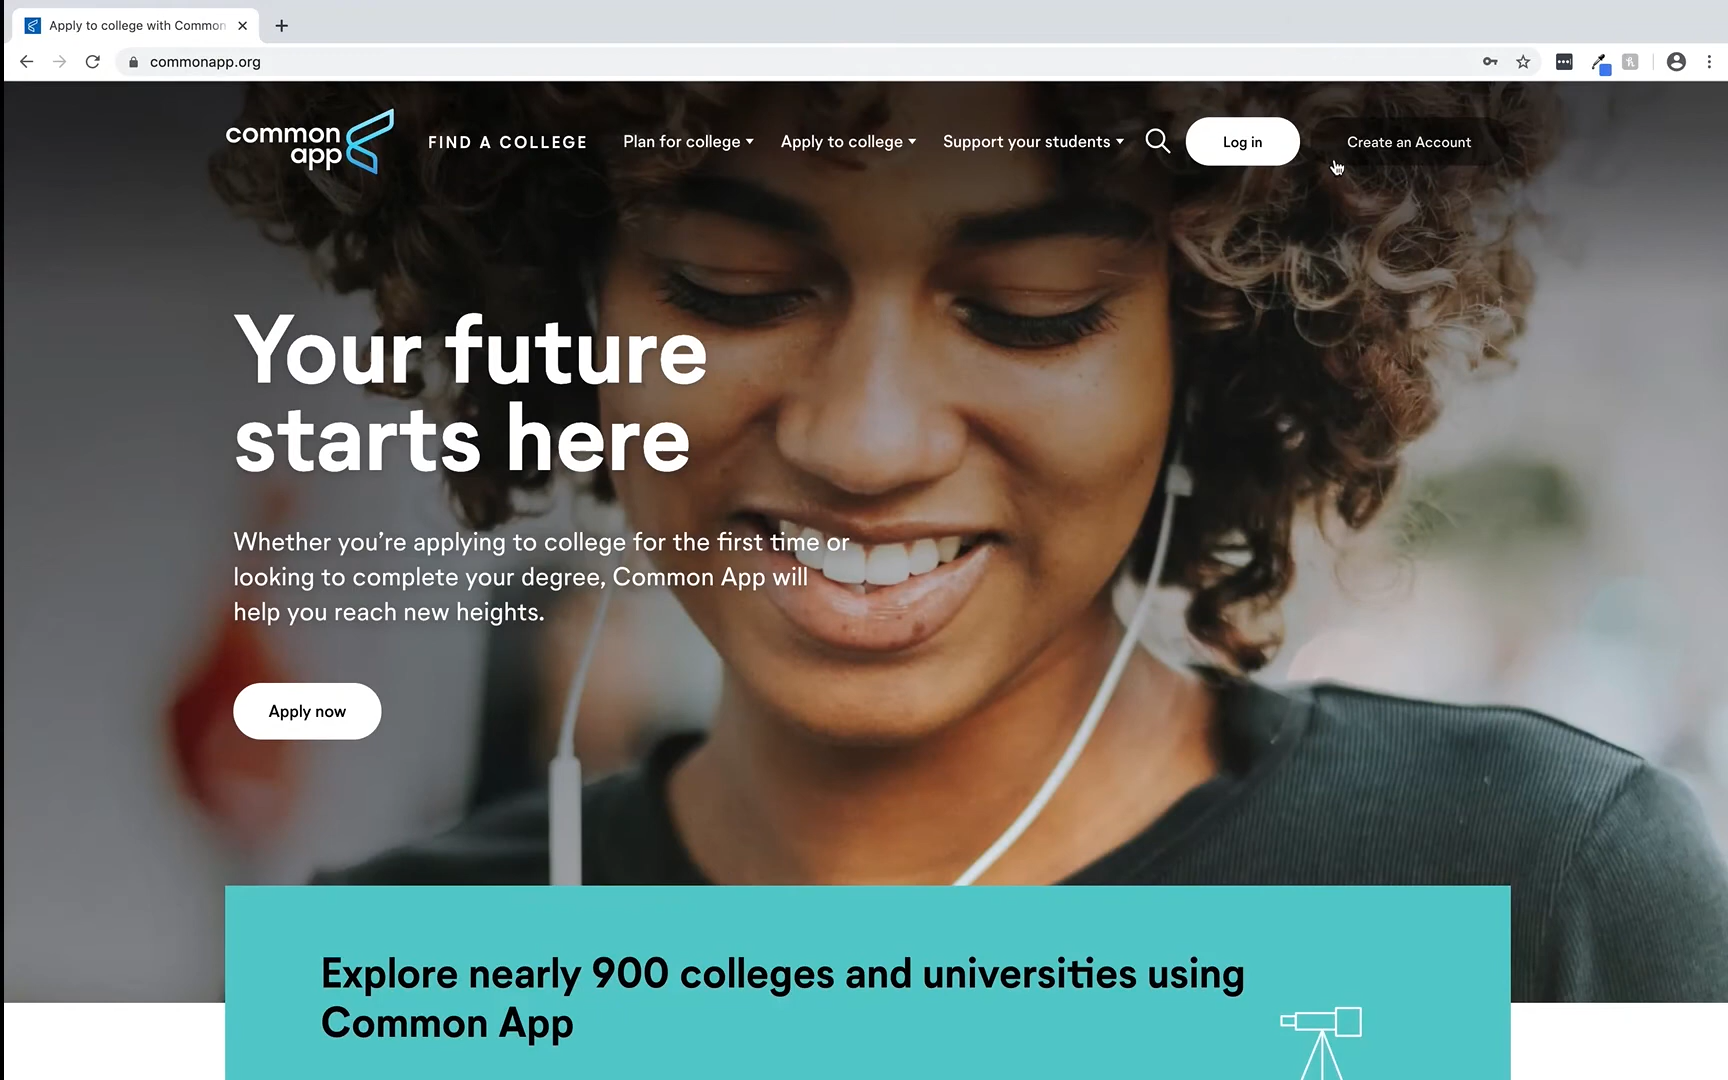 Apply to college with Common
commonapp.org
common
app
FIND A COLLEGE
Plan for college
Apply to college
Support your students
Log in
Create an Account
Your future
starts here
Whether you’re applying to college for the first time or
looking to complete your degree, Common App will
help you reach new heights.
Apply now
Explore nearly 900 colleges and universities using
Common App